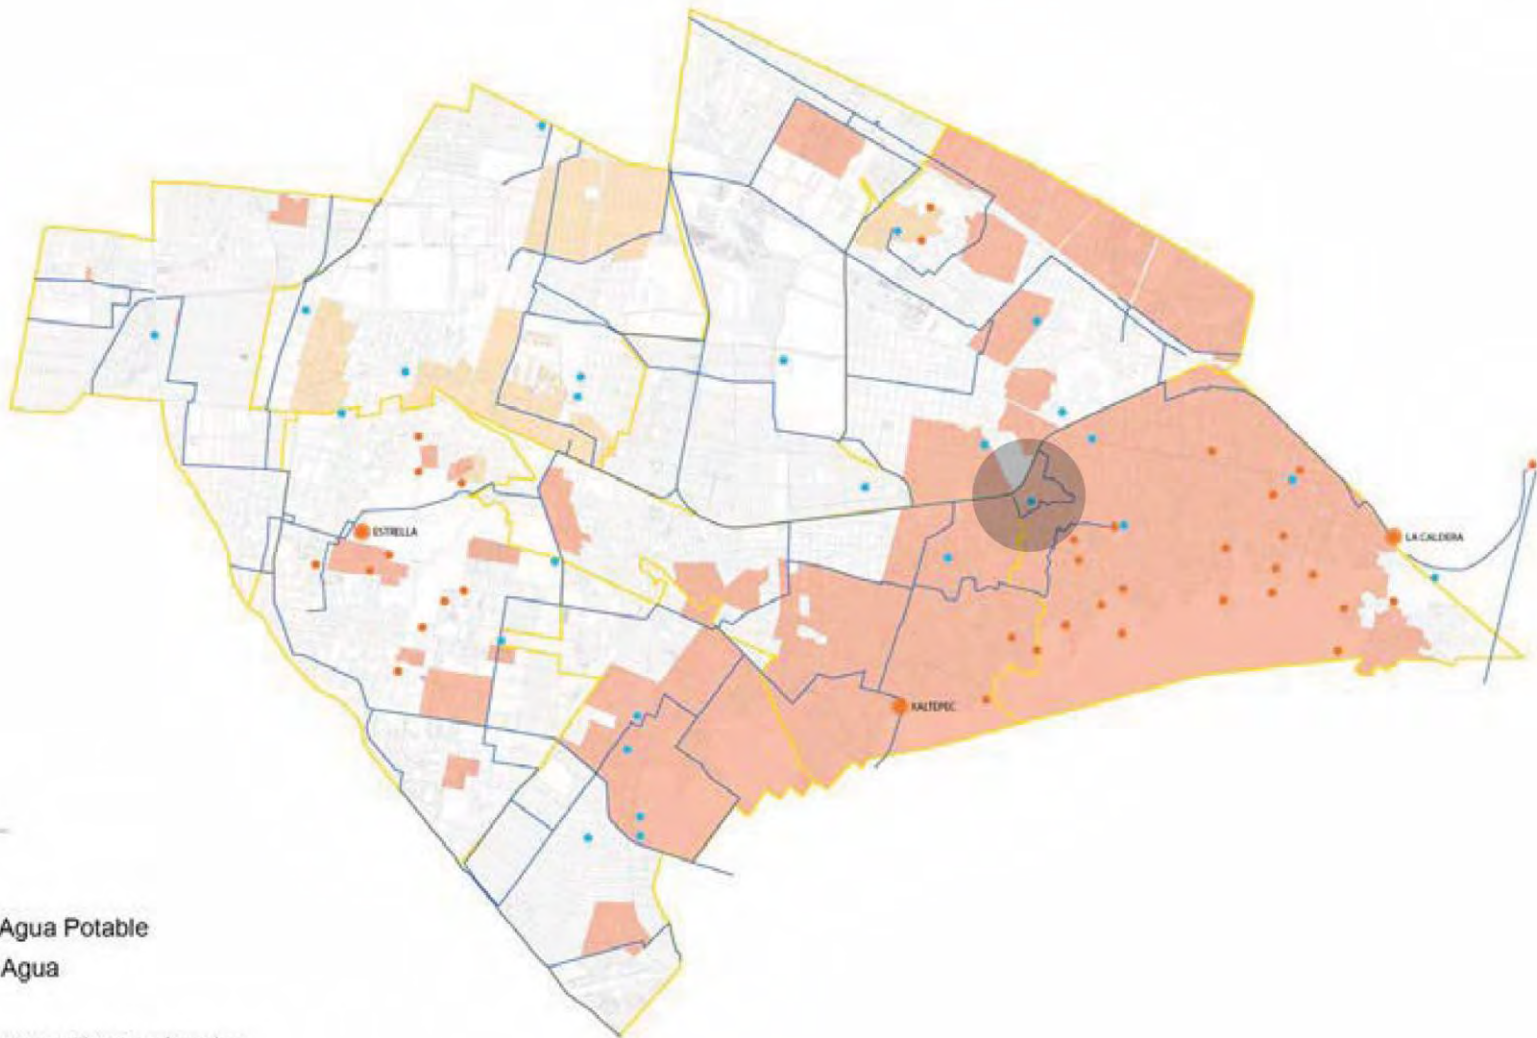 ESTRELLA
LA CALDERA
XALTEPEC
Agua Potable
Agua